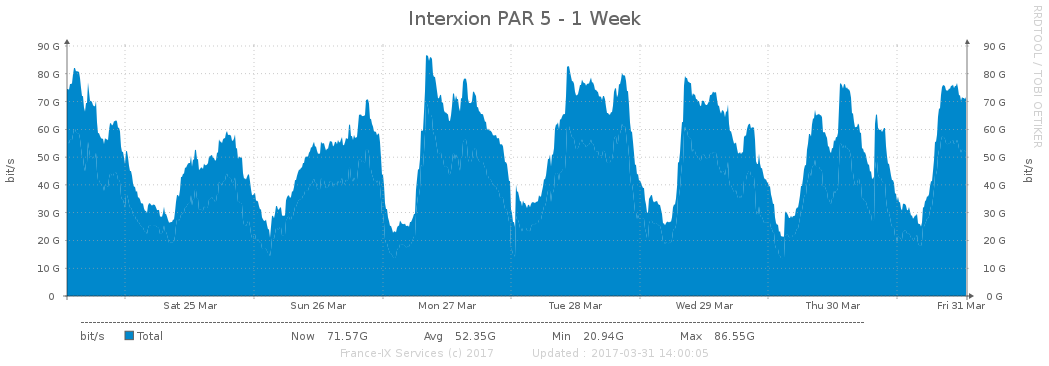 Interxion PAR 5 - 1 Week
RRDTOOL / TOBI OETIKER
bit/s
90 G 90 G
80 G 80 G
70 G 70 G
60 G 60 G
50 G 50 G
40 G 40 G
30 G 30 G
20 G 20 G
10 G 10 G
0 0 G
bit/s
Sat 25 Mar Sun 26 Mar Mon 27 Mar Tue 28 Mar Wed 29 Mar Thu 30 Mar Fri 31 Mar
bit/s Total Now 71.57G Avg 52.35G Min 20.94G Max 86.55G
France-IX Services (c) 2017 Updated : 2017-03-31 14:00:05